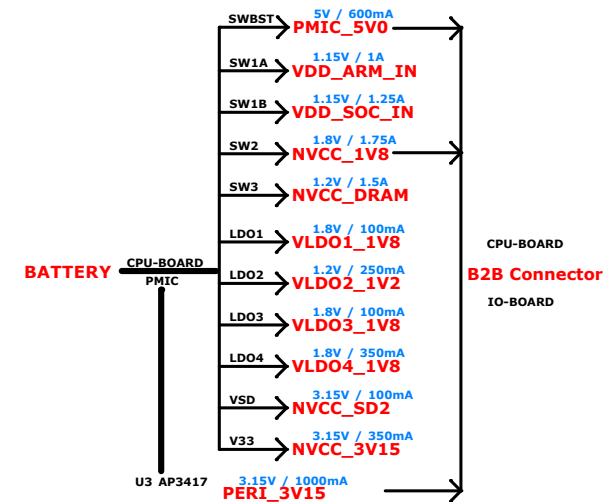 SWBST 5V / 600mA
PMIC_5V0
SW1A 1.15V / 1A
VDD_ARM_IN
SW1B 1.15V / 1.25A
VDD_SOC_IN
SW2 1.8V / 1.75A
NVCC_1V8
SW3 1.2V / 1.5A
NVCC_DRAM
LDO1 1.8V / 100mA
VLDO1_1V8
BATTERY
CPU-BOARD
PMIC
LDO2 1.2V / 250mA
VLDO2_1V2
LDO3 1.8V / 100mA
VLDO3_1V8
LDO4 1.8V / 350mA
VLDO4_1V8
VSD 3.15V / 100mA
NVCC_SD2
V33 3.15V / 350mA
NVCC_3V15
U3 AP3417
3.15V / 1000mA
PERI_3V15
CPU-BOARD
B2B Connector
IO-BOARD